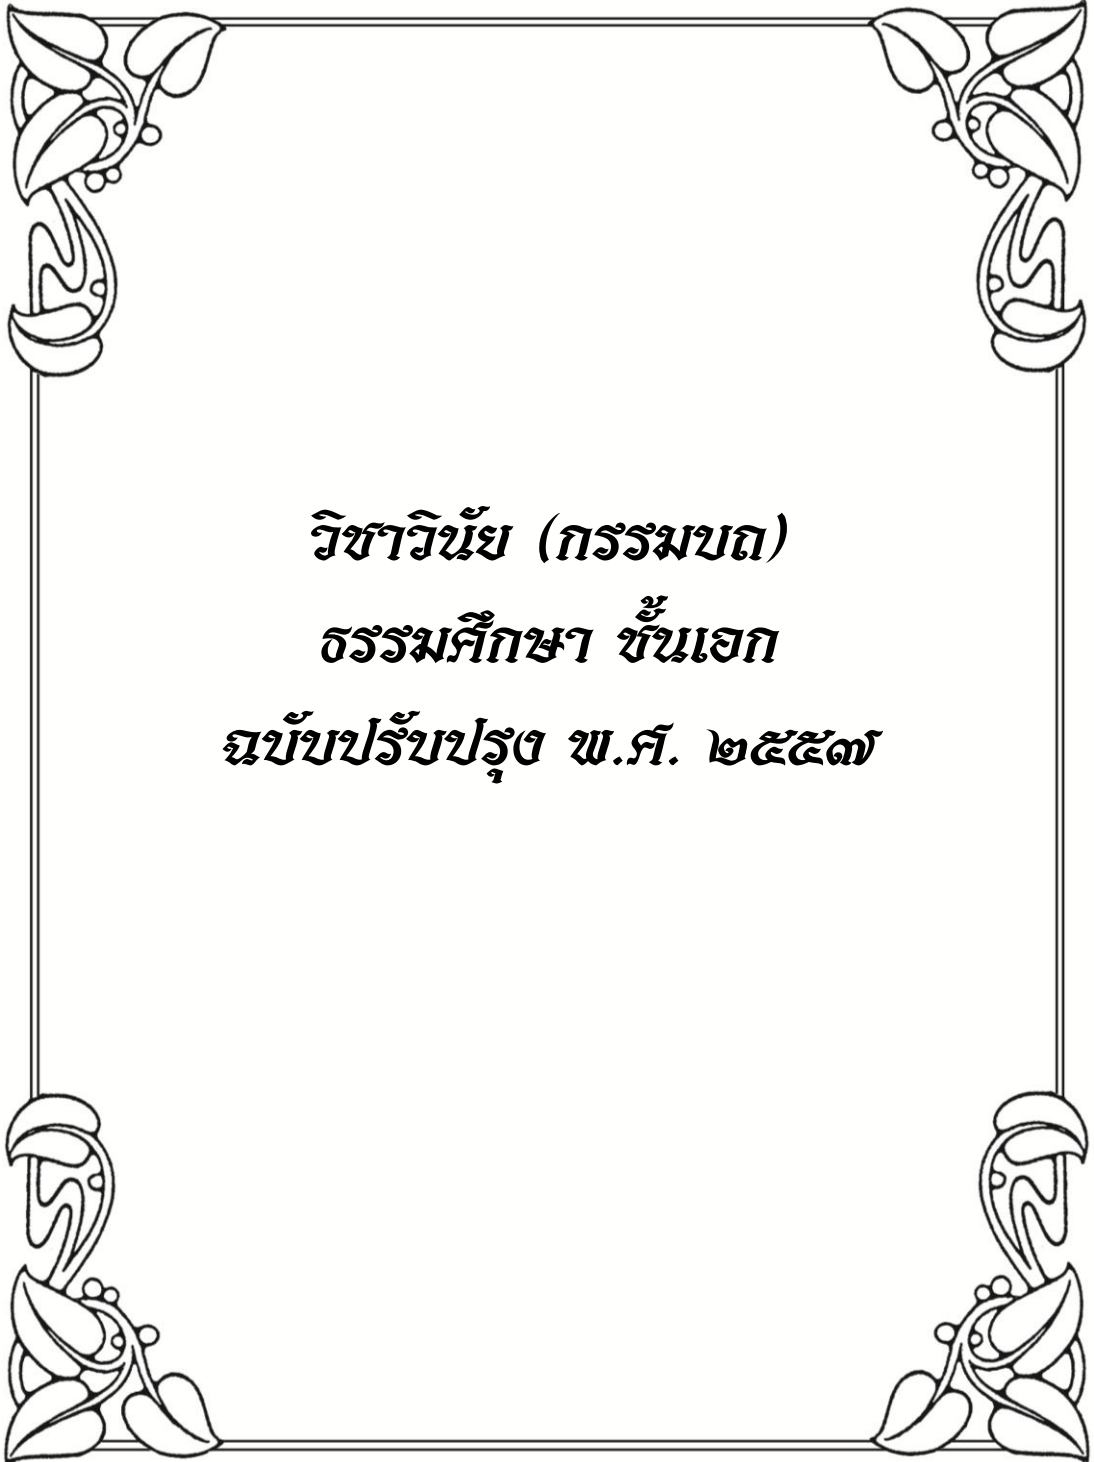 วิชาวินัย (กรรมบถ)
ธรรมศึกษา ชั้นเอก
ฉบับปรับปรุง พ.ศ. ๒๕๕๗